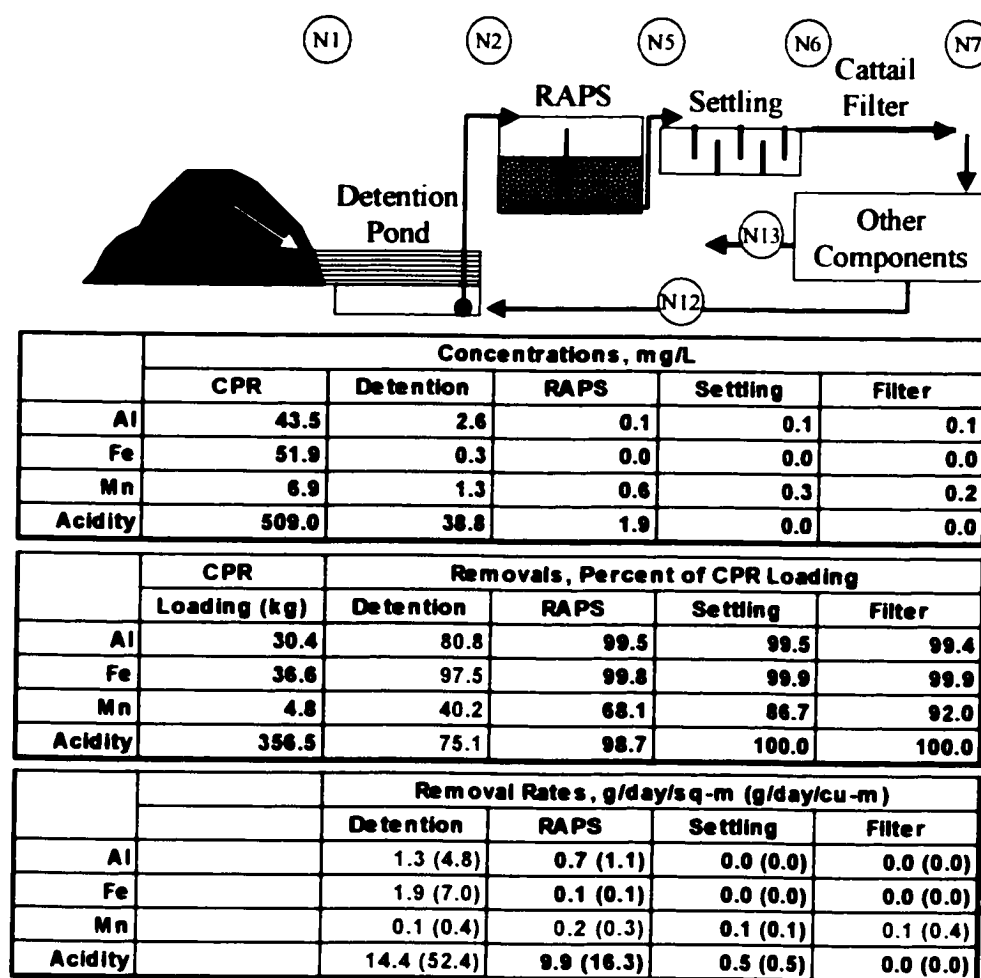 N1 N2 N5 N6 N7
RAPS Settling Cattail
Filter
Detention
Pond
Other
Components
N13
N12
Concentrations, mg/L
CPR Detention RAPS Settling Filter
Al 43.5 2.6 0.1 0.1 0.1
Fe 51.9 0.3 0.0 0.0 0.0
Mn 6.9 1.3 0.6 0.3 0.2
Acidity 509.0 38.8 1.9 0.0 0.0
CPR Removals, Percent of CPR Loading
Loading (kg) Detention RAPS Settling Filter
Al 30.4 80.8 99.5 99.5 99.4
Fe 36.6 97.5 99.8 99.9 99.9
Mn 4.8 40.2 68.1 86.7 92.0
Acidity 356.5 75.1 98.7 100.0 100.0
Removal Rates, g/day/sq-m (g/day/cu-m)
Detention RAPS Settling Filter
Al 1.3 (4.8) 0.7 (1.1) 0.0 (0.0) 0.0 (0.0)
Fe 1.9 (7.0) 0.1 (0.1) 0.0 (0.0) 0.0 (0.0)
Mn 0.1 (0.4) 0.2 (0.3) 0.1 (0.1) 0.1 (0.4)
Acidity 14.4 (52.4) 9.9 (16.3) 0.5 (0.5) 0.0 (0.0)